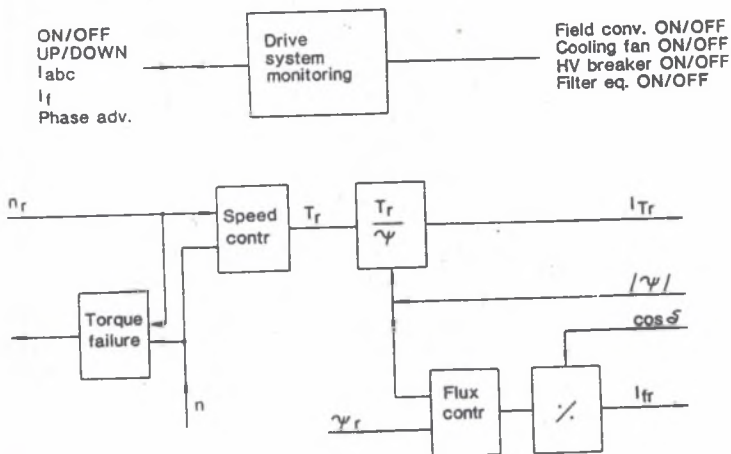 ON/OFF
UP/DOWN
Iabc
If
Phase adv.
Drive
system
monitoring
Field conv. ON/OFF
Cooling fan ON/OFF
HV breaker ON/OFF
Filter eq. ON/OFF
nr
Speed
contr
Tr
Tr
ψ
ITr
|ψ|
cos δ
Torque
failure
n
ψr
Flux
contr
⁒
Ifr